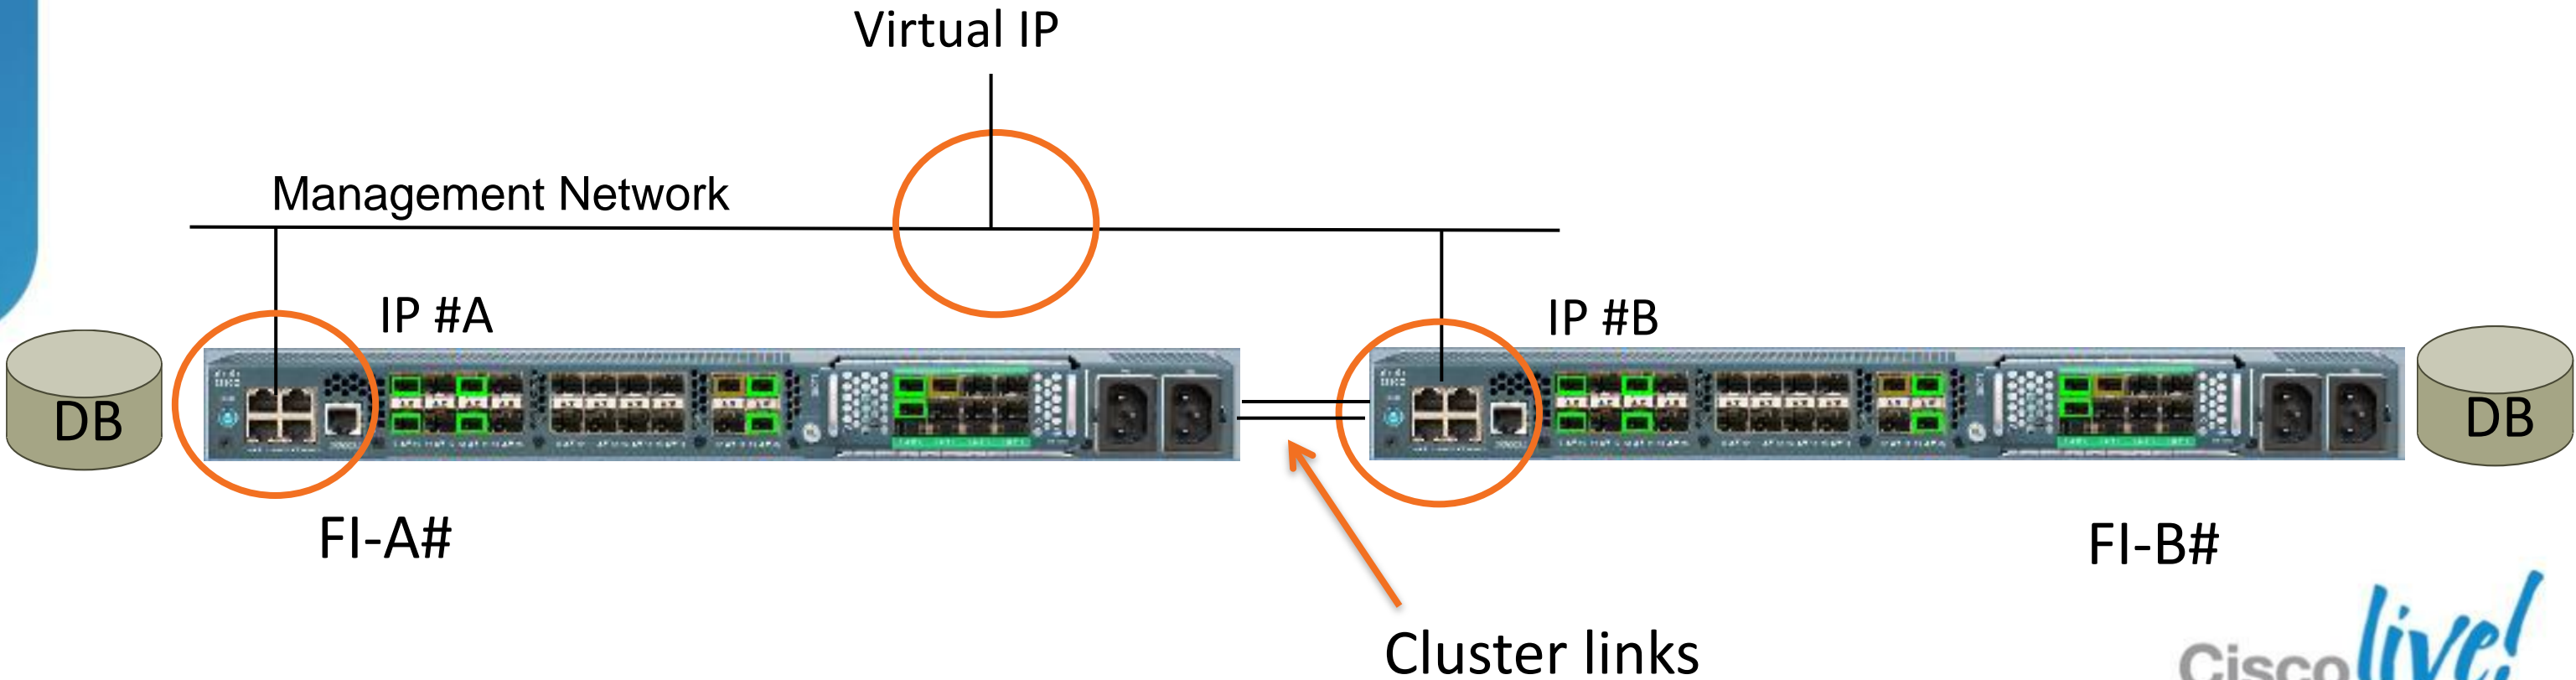 Virtual IP
Management Network
IP #A
IP #B
DB
DB
FI-A#
FI-B#
Cluster links
Cisco live!